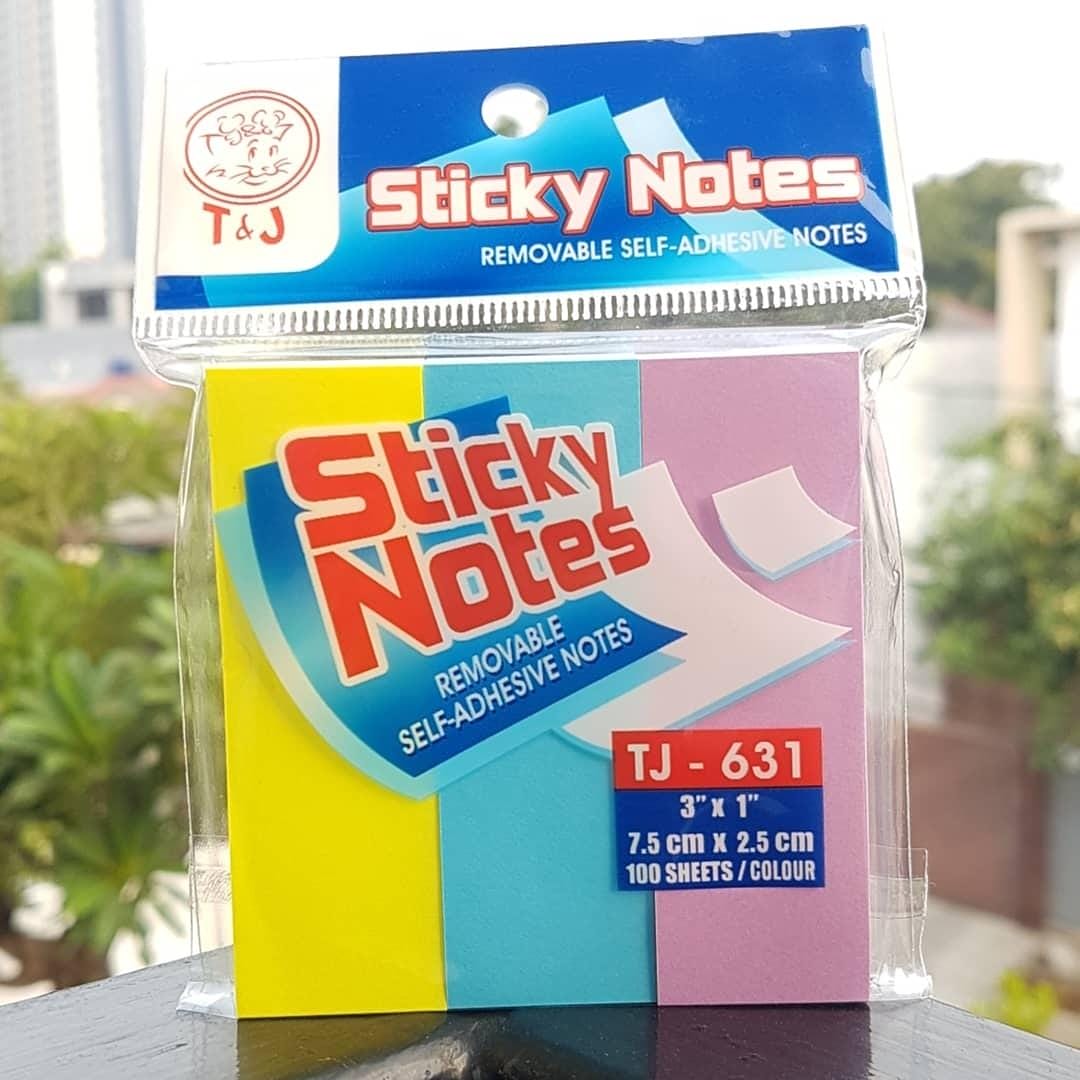 T & J
Sticky Notes
REMOVABLE SELF-ADHESIVE NOTES
Sticky
Notes
REMOVABLE
SELF-ADHESIVE NOTES
TJ - 631
3" x 1"
7.5 cm x 2.5 cm
100 SHEETS / COLOUR